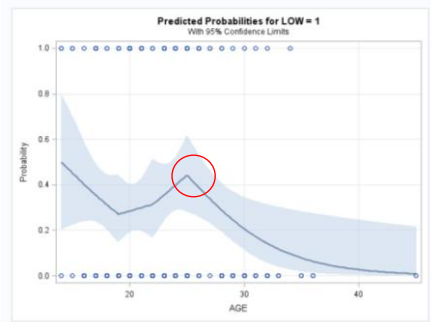 Predicted Probabilities for LOW = 1
With 95% Confidence Limits
1.0
0.8
0.6
0.4
0.2
0.0
Probability
20
30
40
AGE